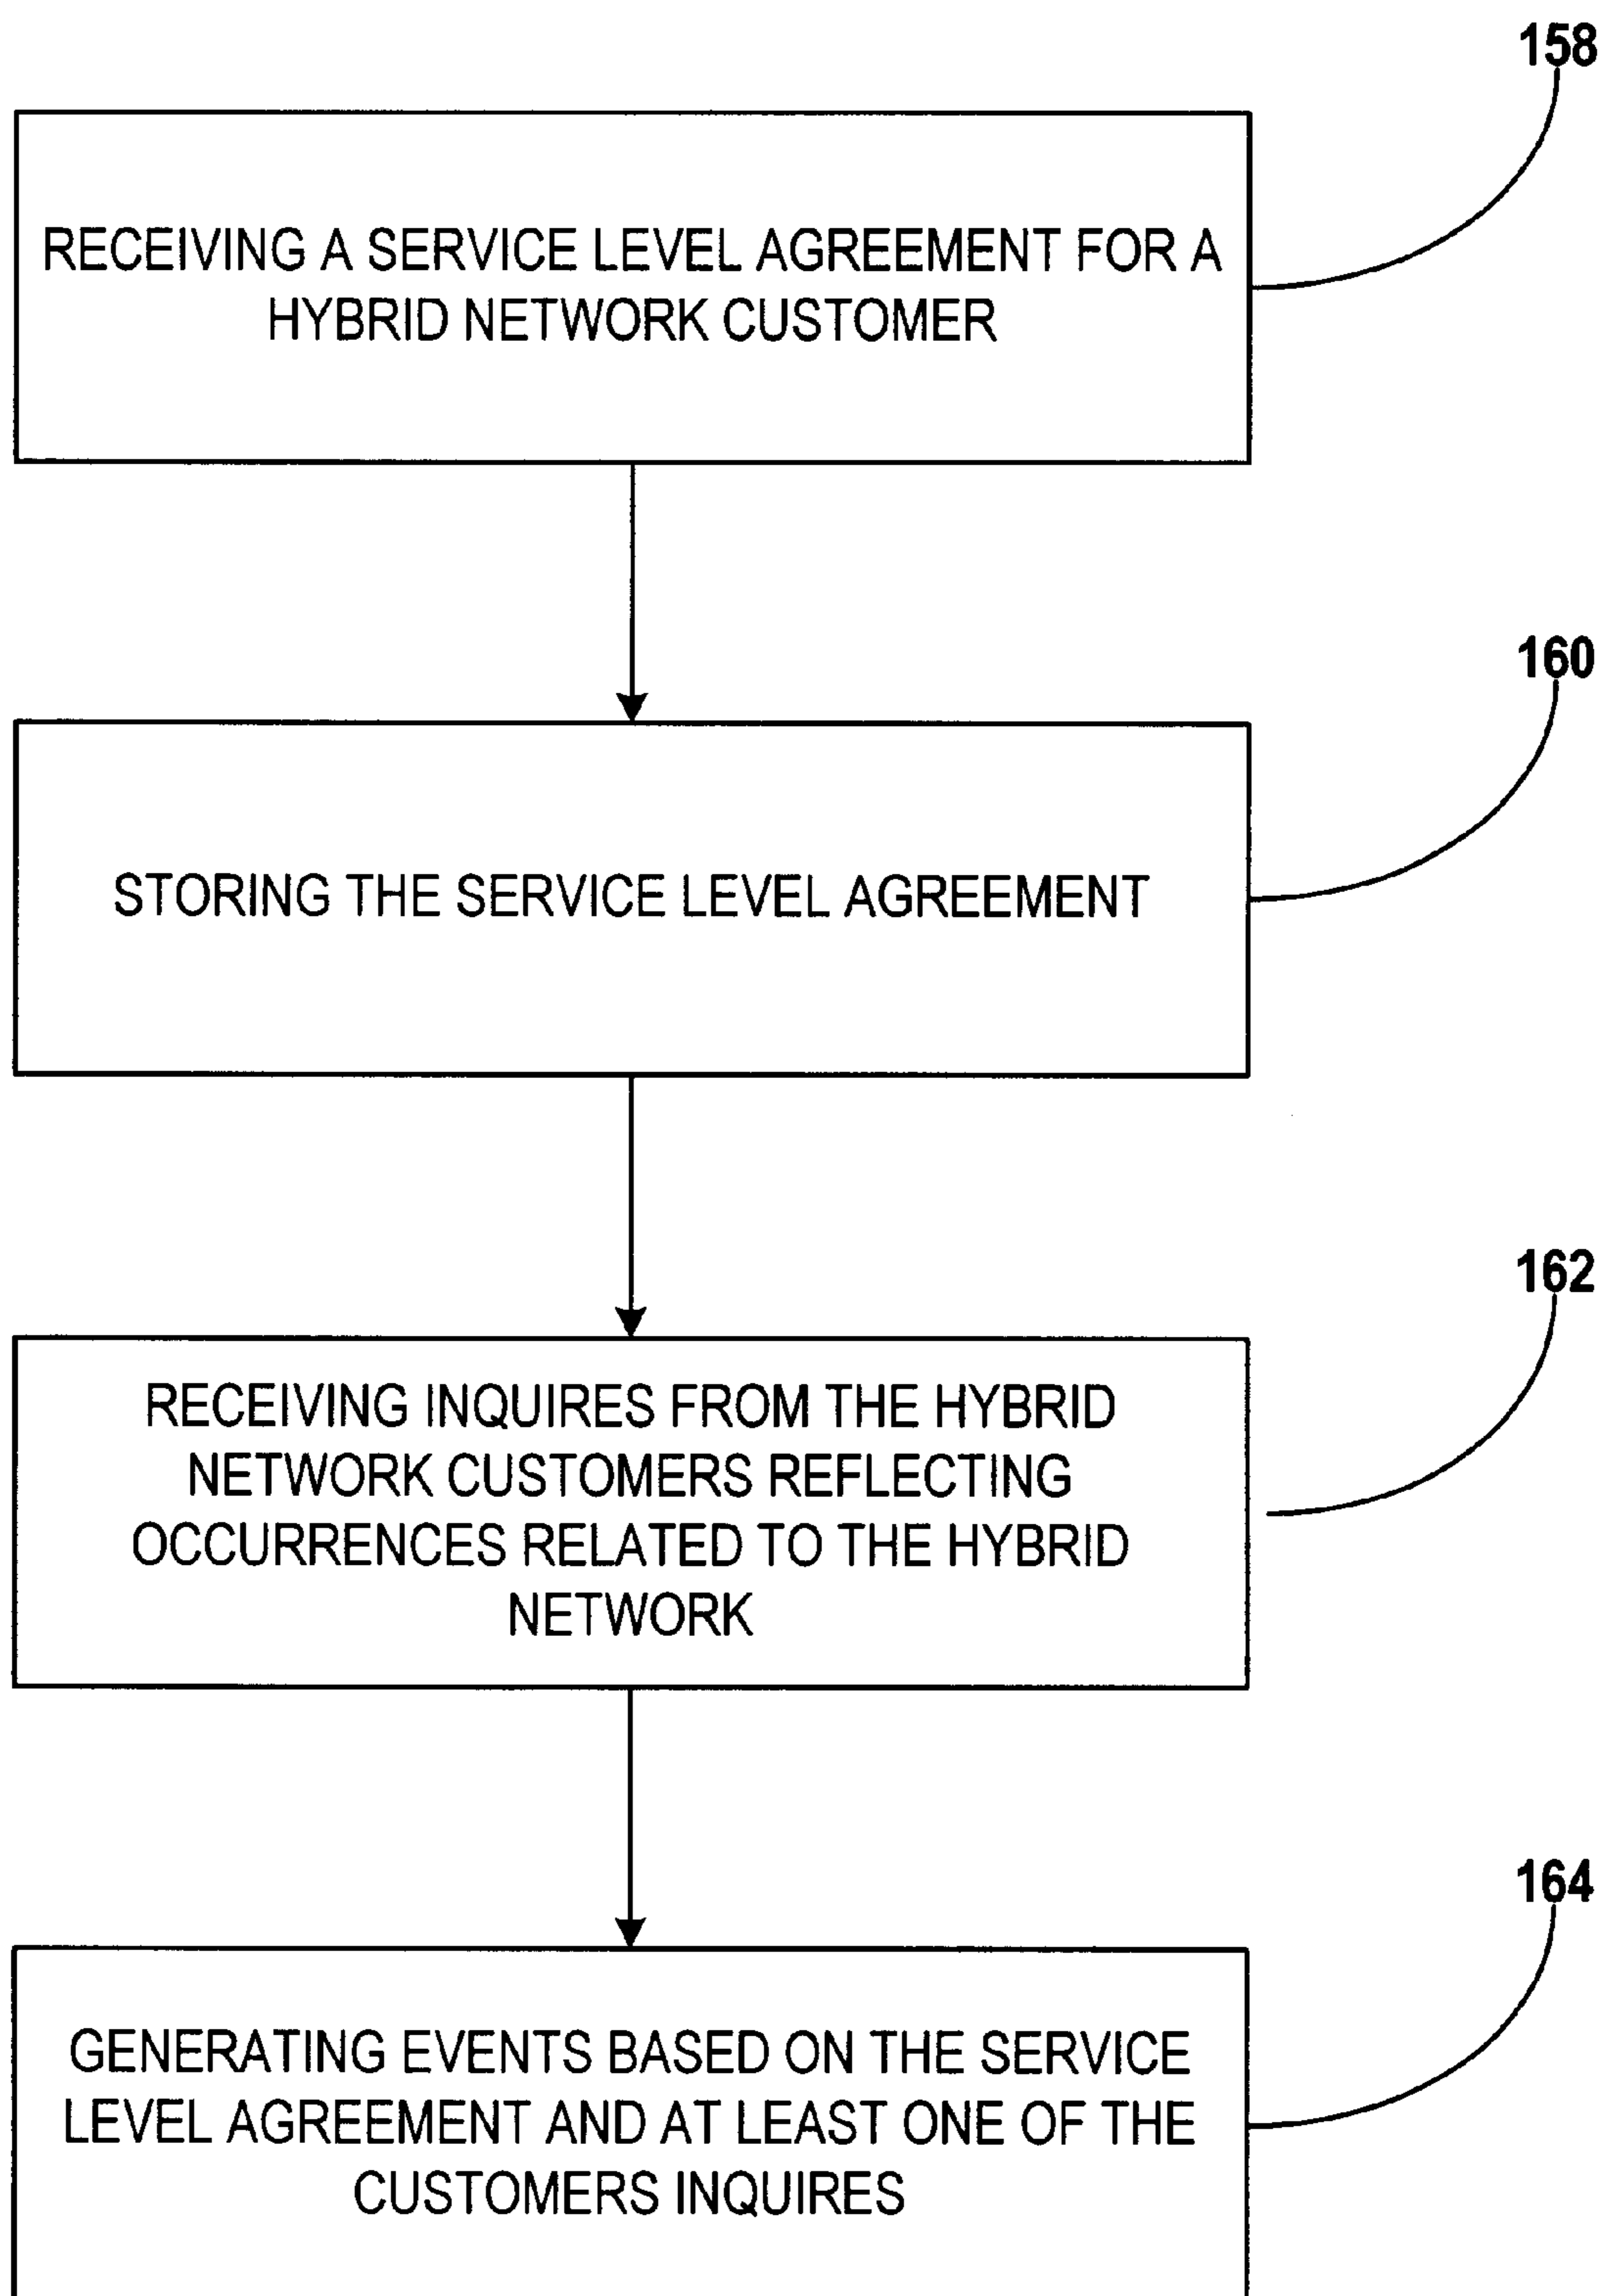 158
RECEIVING A SERVICE LEVEL AGREEMENT FOR A
HYBRID NETWORK CUSTOMER
160
STORING THE SERVICE LEVEL AGREEMENT
162
RECEIVING INQUIRES FROM THE HYBRID
NETWORK CUSTOMERS REFLECTING
OCCURRENCES RELATED TO THE HYBRID
NETWORK
164
GENERATING EVENTS BASED ON THE SERVICE
LEVEL AGREEMENT AND AT LEAST ONE OF THE
CUSTOMERS INQUIRES